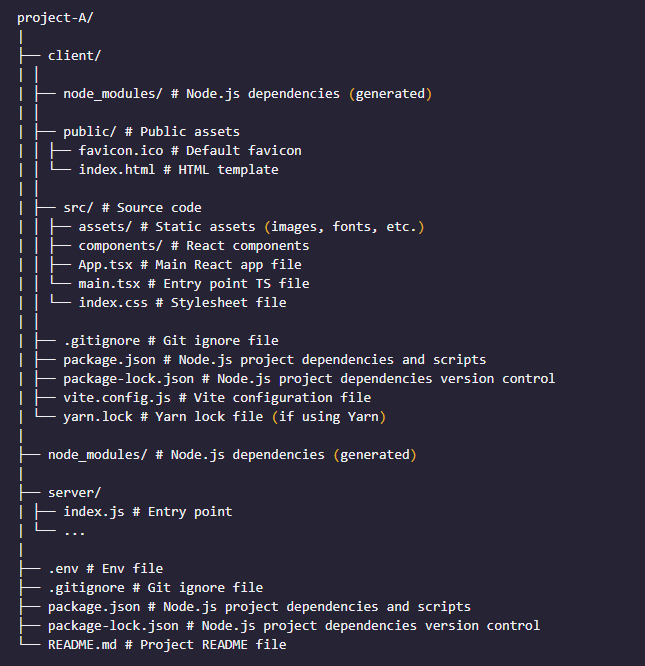 project-A/
|
├── client/
| │
| ├── node_modules/ # Node.js dependencies (generated)
| │
| ├── public/ # Public assets
| │ ├── favicon.ico # Default favicon
| │ └── index.html # HTML template
| │
| ├── src/ # Source code
| │ ├── assets/ # Static assets (images, fonts, etc.)
| │ ├── components/ # React components
| │ ├── App.tsx # Main React app file
| │ └── main.tsx # Entry point TS file
| │ └── index.css # Stylesheet file
| │
| ├── .gitignore # Git ignore file
| ├── package.json # Node.js project dependencies and scripts
| ├── package-lock.json # Node.js project dependencies version control
| ├── vite.config.js # Vite configuration file
| └── yarn.lock # Yarn lock file (if using Yarn)
|
├── node_modules/ # Node.js dependencies (generated)
|
├── server/
| ├── index.js # Entry point
| └── ...
|
├── .env # Env file
├── .gitignore # Git ignore file
├── package.json # Node.js project dependencies and scripts
├── package-lock.json # Node.js project dependencies version control
└── README.md # Project README file